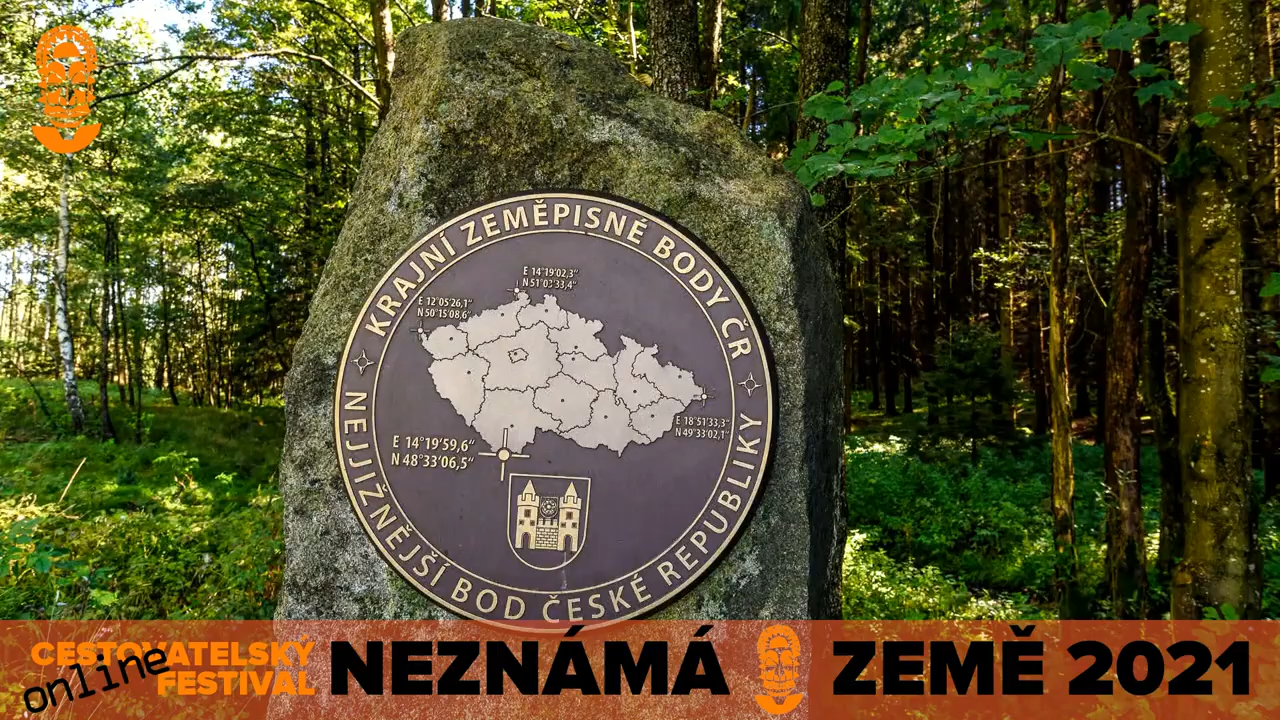 KRAJNÍ ZEMĚPISNÉ BODY ČR
E 14°19'02,3"
N 51°03'33,4"
E 12°05'26,1"
N 50°15'08,6"
E 18°51'33,3"
N 49°33'02,1"
E 14°19'59,6"
N 48°33'06,5"
NEJJIŽNĚJŠÍ BOD ČESKÉ REPUBLIKY
CESTOVATELSKÝ
online FESTIVAL
NEZNÁMÁ ZEMĚ 2021